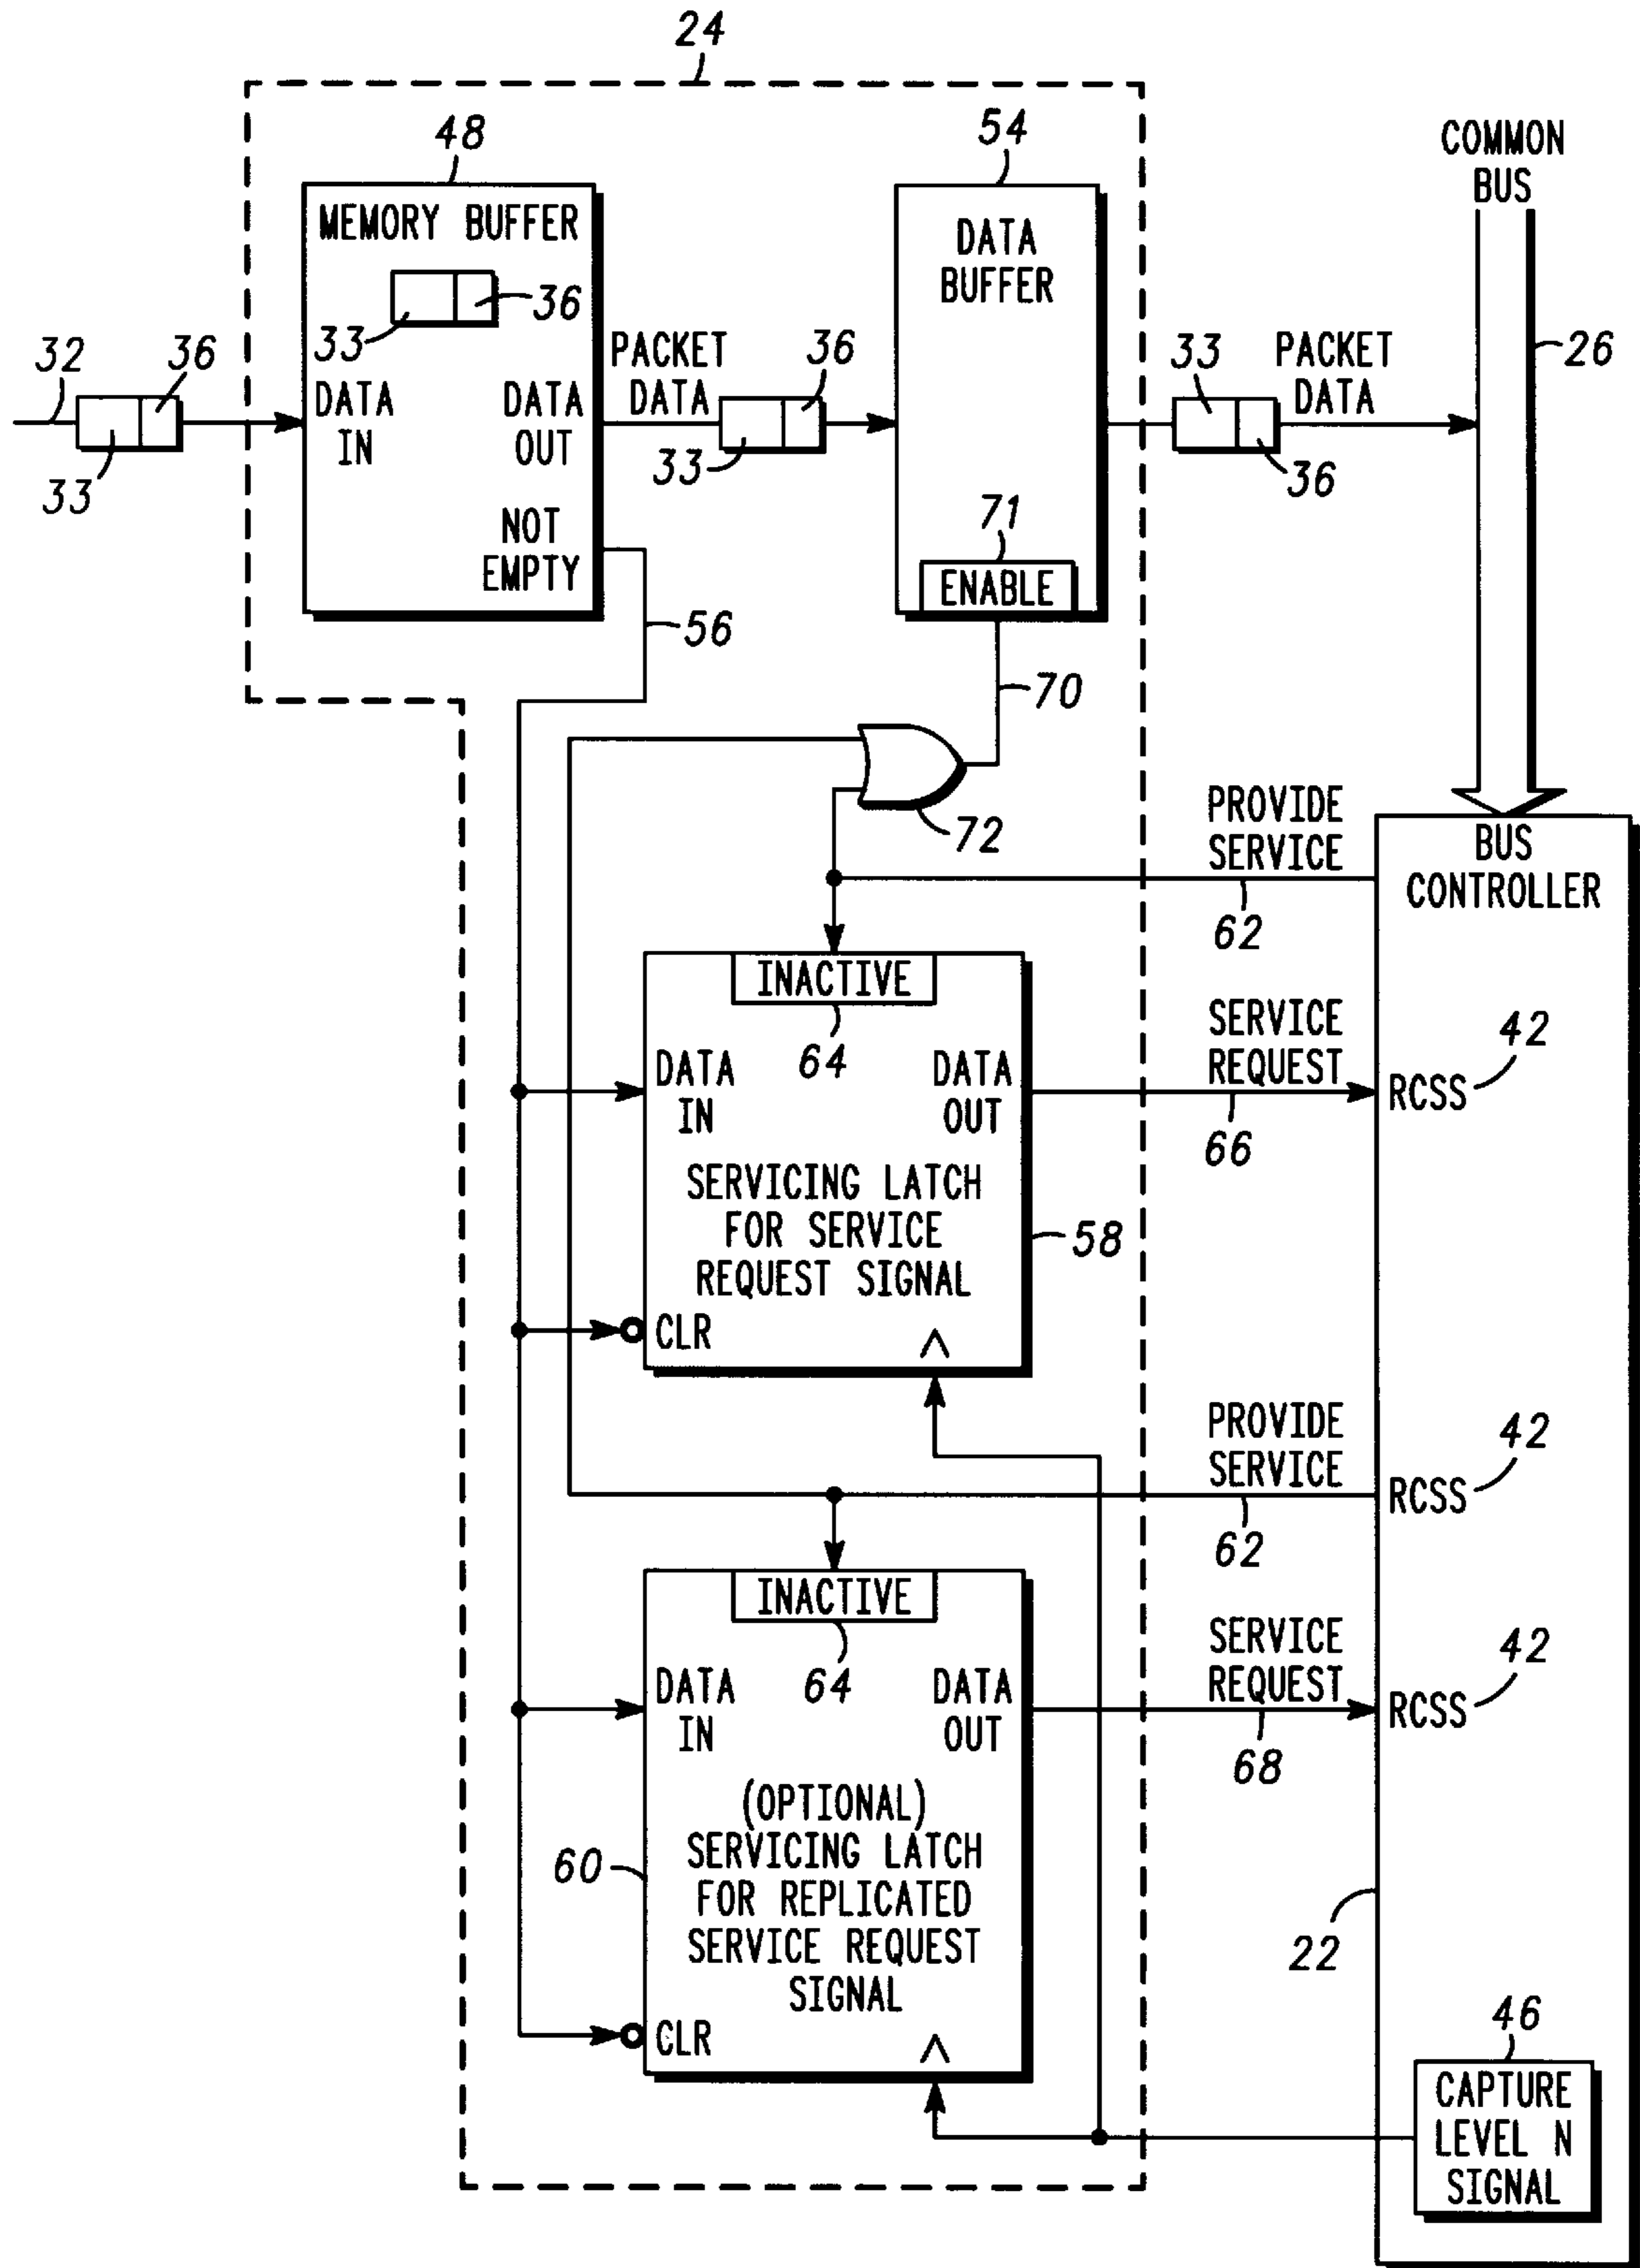 24
48
54
COMMON
BUS
MEMORY BUFFER
36
33
DATA
BUFFER
32
36
33
DATA
IN
DATA
OUT
PACKET
DATA
36
33
33
PACKET
DATA
36
26
NOT
EMPTY
71
ENABLE
56
70
72
PROVIDE
SERVICE
62
BUS
CONTROLLER
INACTIVE
64
SERVICE
REQUEST
66
RCSS
42
DATA
IN
DATA
OUT
SERVICING LATCH
FOR SERVICE
REQUEST SIGNAL
58
CLR
PROVIDE
SERVICE
62
RCSS
42
INACTIVE
64
SERVICE
REQUEST
68
RCSS
42
DATA
IN
DATA
OUT
(OPTIONAL)
SERVICING LATCH
FOR REPLICATED
SERVICE REQUEST
SIGNAL
60
22
CLR
46
CAPTURE
LEVEL N
SIGNAL